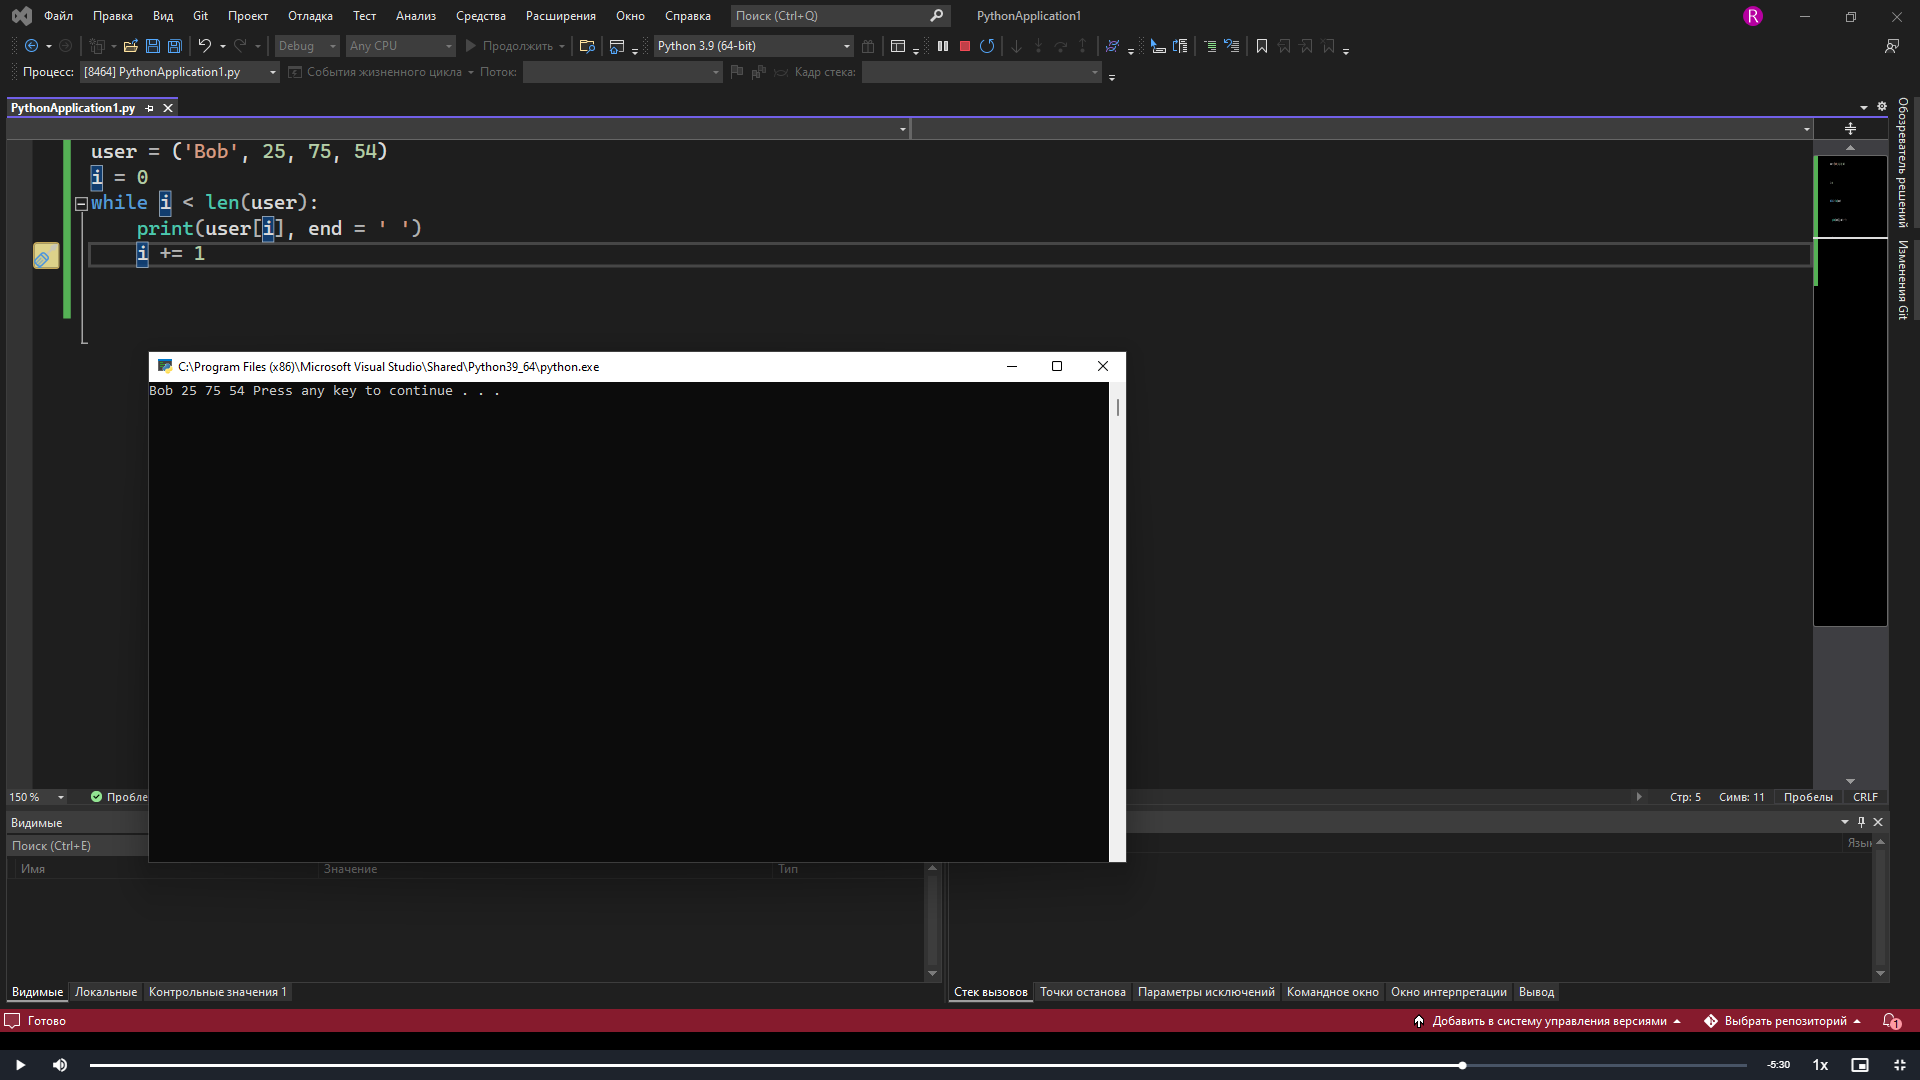 Файл Правка Вид Git Проект Отладка Тест Анализ Средства Расширения Окно Справка Поиск (Ctrl+Q) PythonApplication1 R
Debug Any CPU Продолжить Python 3.9 (64-bit)
Процесс: [8464] PythonApplication1.py События жизненного цикла Поток: Кадр стека:
PythonApplication1.py
Обозреватель решений
Изменения Git
user = ('Bob', 25, 75, 54)
i = 0
while i < len(user):
print(user[i], end = ' ')
i += 1
C:\Program Files (x86)\Microsoft Visual Studio\Shared\Python39_64\python.exe
Bob 25 75 54 Press any key to continue . . .
150 % Пробле Стр: 5 Симв: 11 Пробелы CRLF
Видимые
Поиск (Ctrl+E) Язык
Имя Значение Тип
Видимые Локальные Контрольные значения 1 Стек вызовов Точки останова Параметры исключений Командное окно Окно интерпретации Вывод
Готово Добавить в систему управления версиями Выбрать репозиторий 1
-5:30 1x